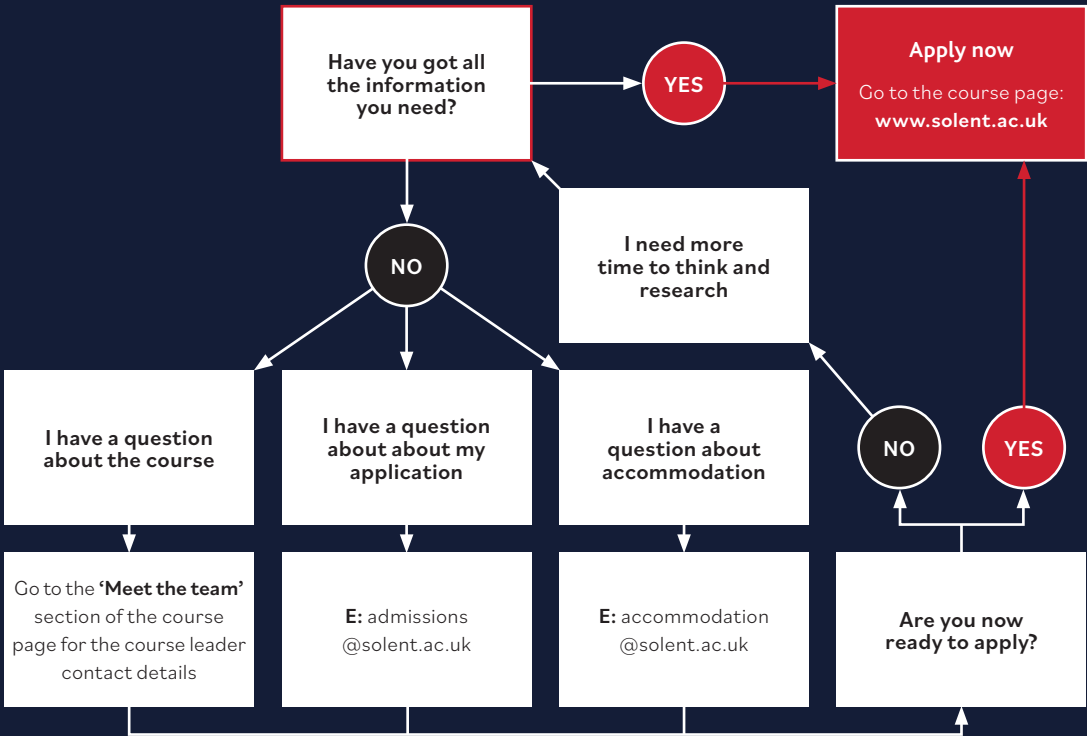 Have you got all
the information
you need?
YES
Apply now
Go to the course page:
www.solent.ac.uk
NO
I need more
time to think and
research
I have a question
about the course
I have a question
about about my
application
I have a
question about
accommodation
NO
YES
Go to the ‘Meet the team’
section of the course
page for the course leader
contact details
E: admissions
@solent.ac.uk
E: accommodation
@solent.ac.uk
Are you now
ready to apply?